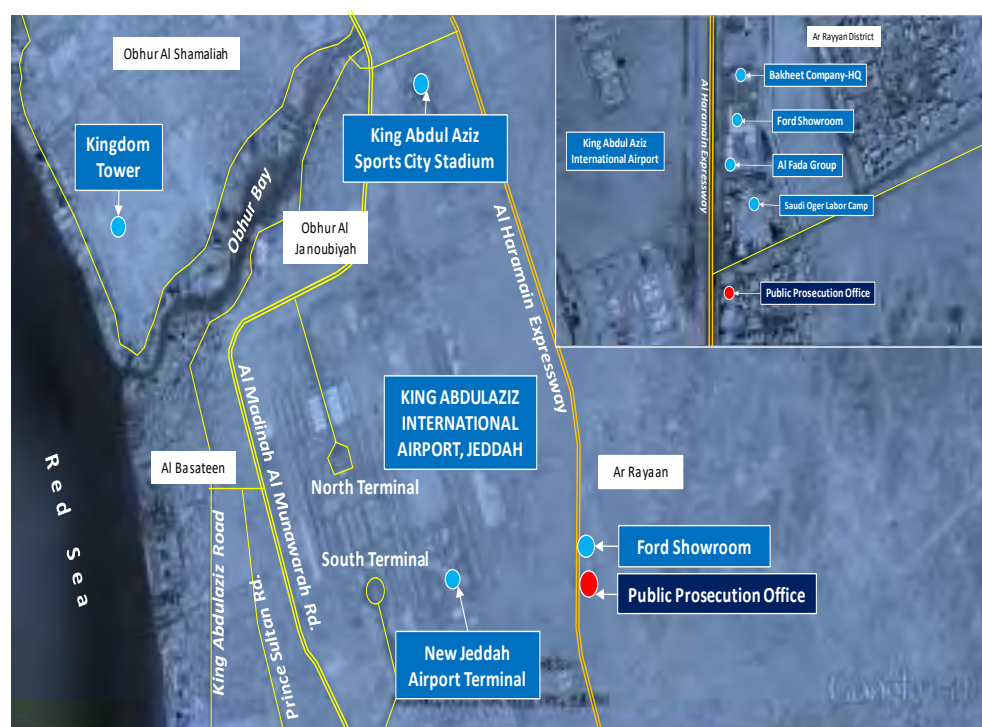 Obhur Al Shamaliah
Kingdom
Tower
King Abdul Aziz
Sports City Stadium
Obhur Bay
Obhur Al
Janoubiyah
Al Haramain Expressway
KING ABDULAZIZ
INTERNATIONAL
AIRPORT, JEDDAH
Al Madinah Al Munawarah Rd.
Al Basateen
North Terminal
South Terminal
Red Sea
King Abdulaziz Road
Prince Sultan Rd.
New Jeddah
Airport Terminal
Ar Rayaan
Ford Showroom
Public Prosecution Office
Ar Rayyan District
Bakheet Company-HQ
Ford Showroom
Al Fada Group
Saudi Oger Labor Camp
Public Prosecution Office
King Abdul Aziz
International Airport
Al Haramain Expressway